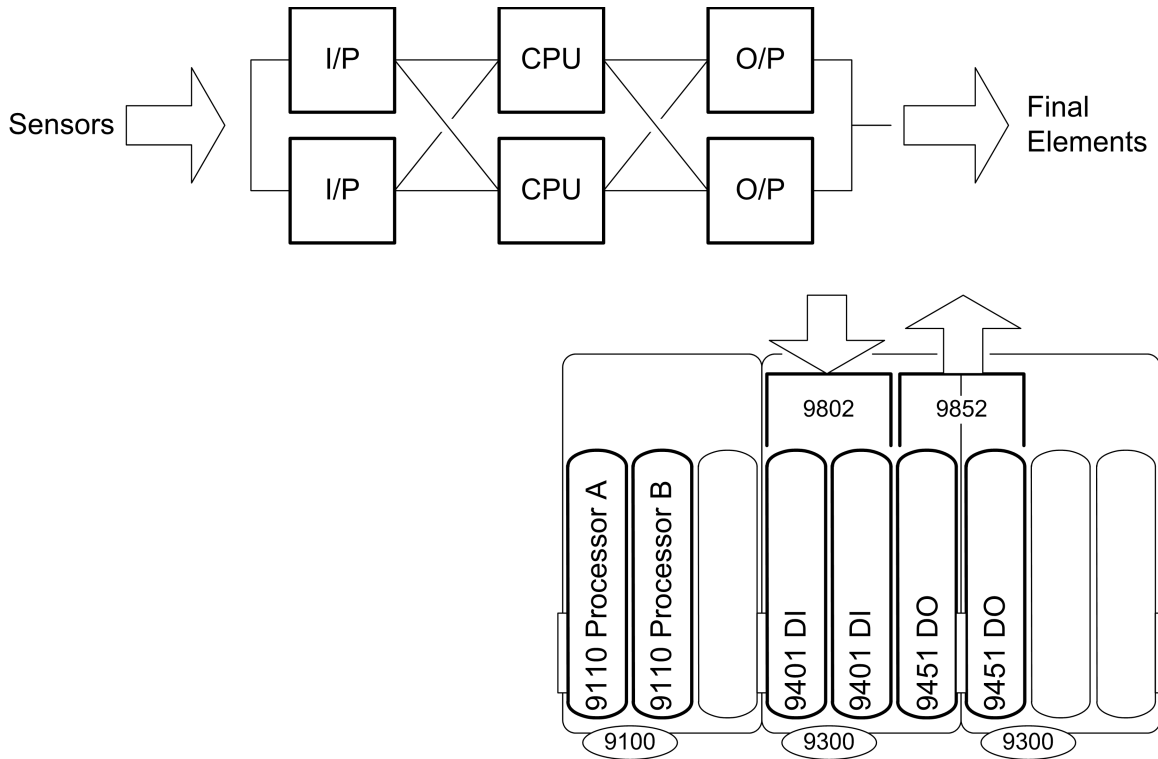 I/P
CPU
O/P
Sensors
Final
Elements
I/P
CPU
O/P
9802
9852
9110 Processor A
9110 Processor B
9401 DI
9401 DI
9451 DO
9451 DO
9100
9300
9300